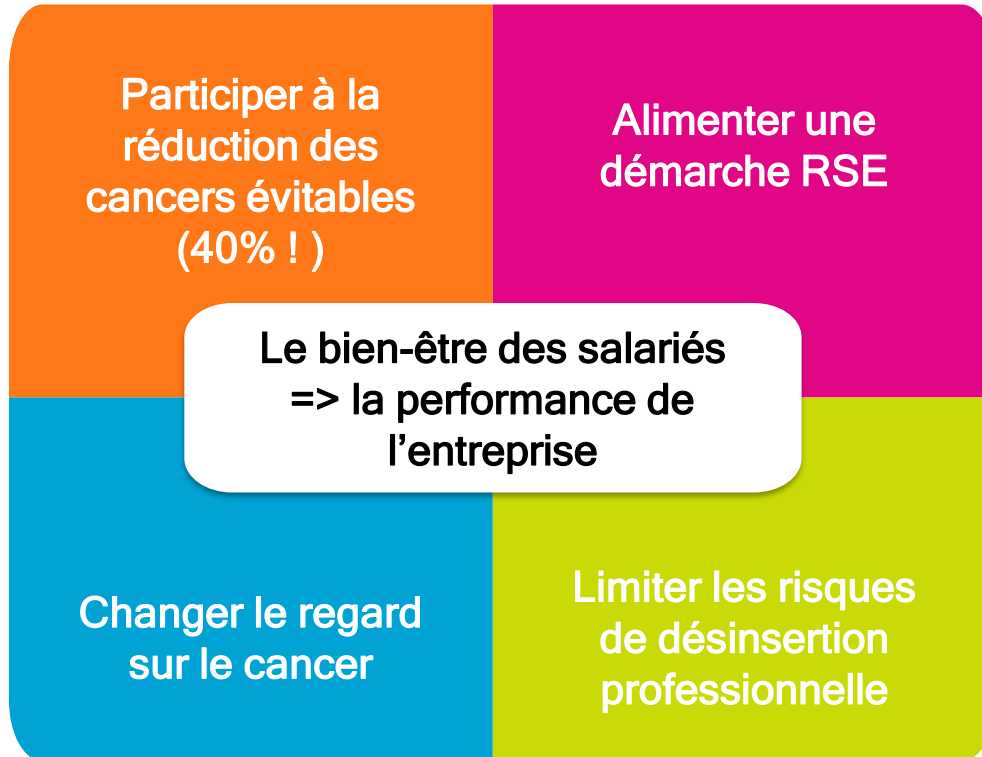 Participer à la
réduction des
cancers évitables
(40% ! )
Alimenter une
démarche RSE
Le bien-être des salariés
=> la performance de
l’entreprise
Changer le regard
sur le cancer
Limiter les risques
de désinsertion
professionnelle